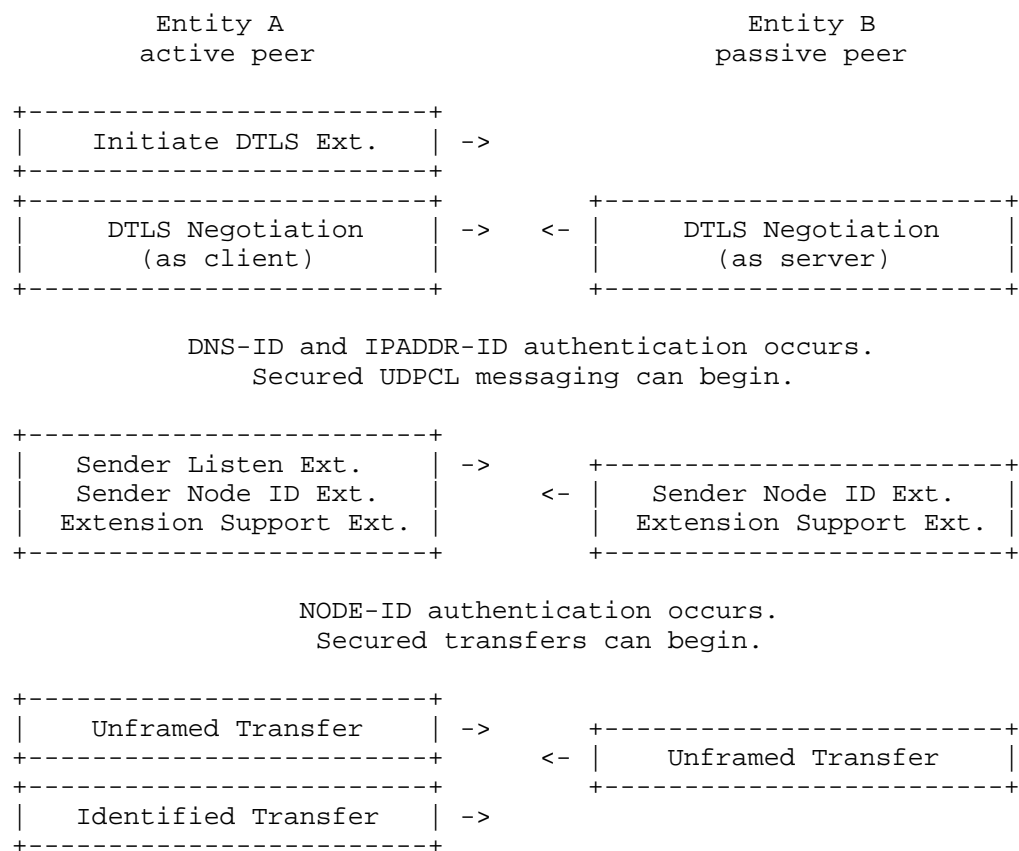 Entity A                             Entity B
active peer                         passive peer
+-------------------------+
|    Initiate DTLS Ext.   | ->
+-------------------------+
+-------------------------+         +-------------------------+
|     DTLS Negotiation    | ->   <- |     DTLS Negotiation    |
|       (as client)       |         |       (as server)       |
+-------------------------+         +-------------------------+
DNS-ID and IPADDR-ID authentication occurs.
Secured UDPCL messaging can begin.
+-------------------------+
|   Sender Listen Ext.    | ->      +-------------------------+
|   Sender Node ID Ext.   |      <- |   Sender Node ID Ext.   |
|  Extension Support Ext. |         |  Extension Support Ext. |
+-------------------------+         +-------------------------+
NODE-ID authentication occurs.
Secured transfers can begin.
+-------------------------+
|    Unframed Transfer    | ->      +-------------------------+
+-------------------------+      <- |    Unframed Transfer    |
+-------------------------+         +-------------------------+
|   Identified Transfer   | ->
+-------------------------+